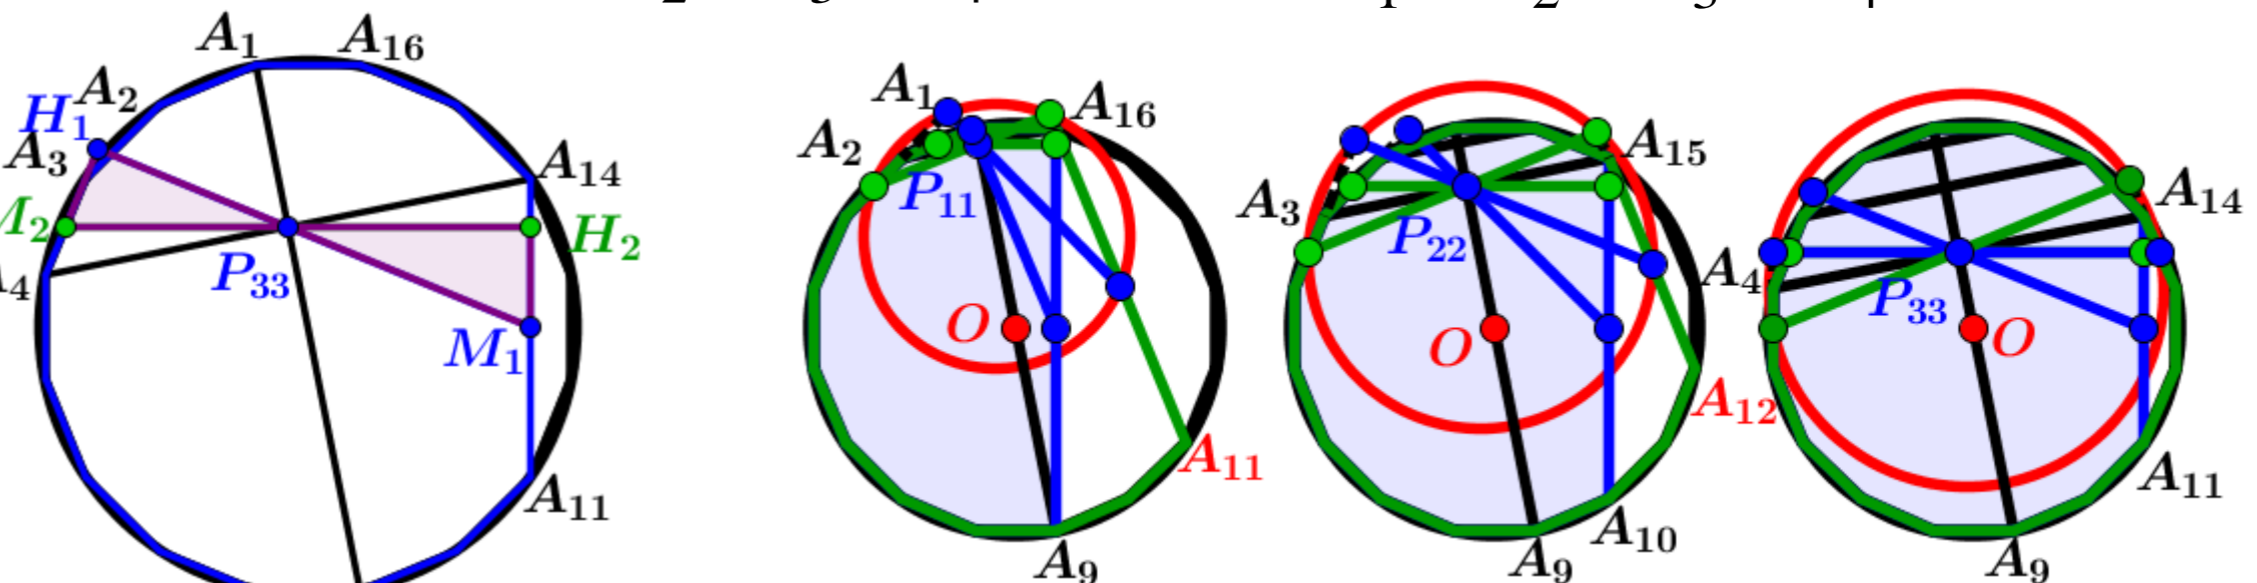 A₁ A₁₆
A₂
H₁
A₃
A₁₄
M₂
H₂
P₃₃
A₄
M₁
A₁₁
A₁
A₁₆
A₂
P₁₁
O
A₁₁
A₉
A₁₅
A₃
P₂₂
O
A₁₂
A₁₀
A₉
A₁₄
A₄
P₃₃
O
A₁₁
A₉